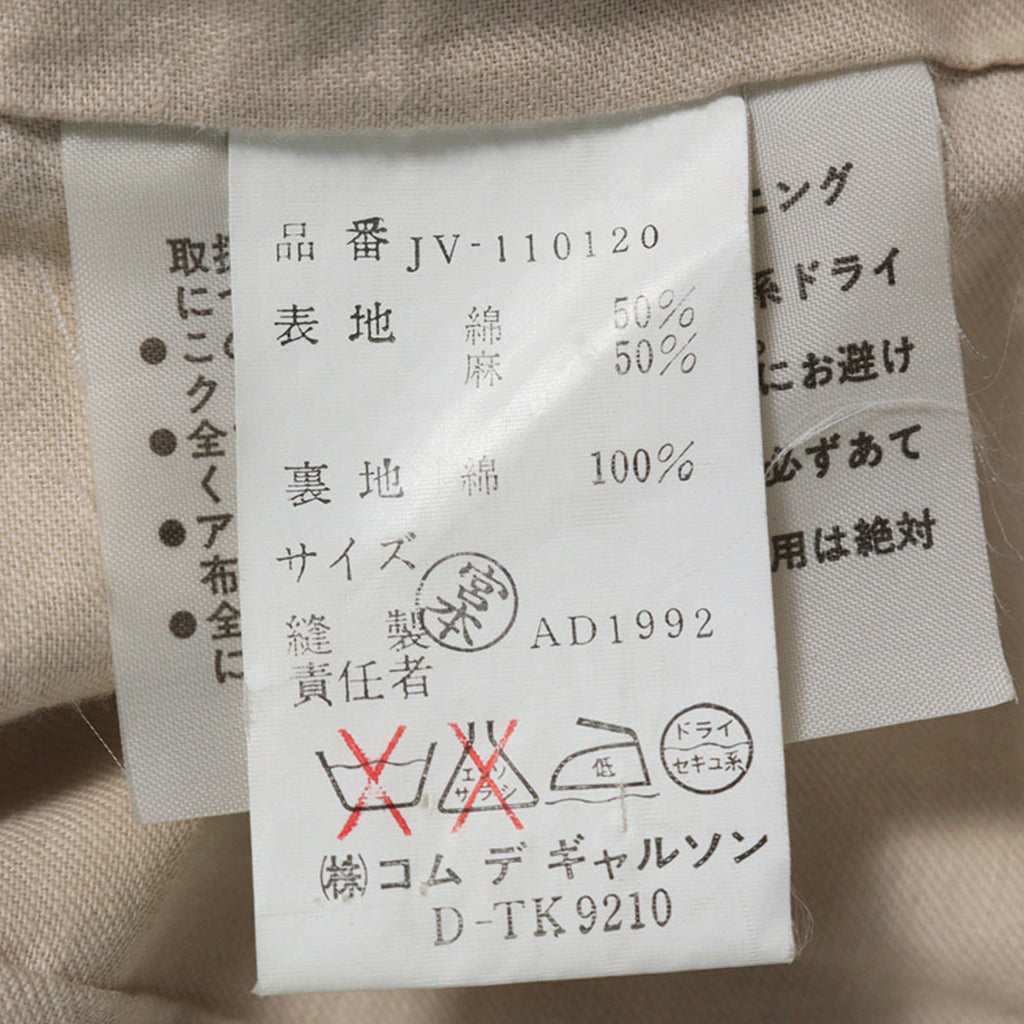 品番 JV-110120
表地 綿 50%
麻 50%
裏地 綿 100%
サイズ
縫製 宮本 AD1992
責任者
エンソ
サラシ
低
ドライ
セキユ系
㈱コム デ ギャルソン
D-TK9210
取扱
に
●この
ク
●全
く
●ア
布
●全
に
ニング
系ドライ
にお避け
必ずあて
用は絶対